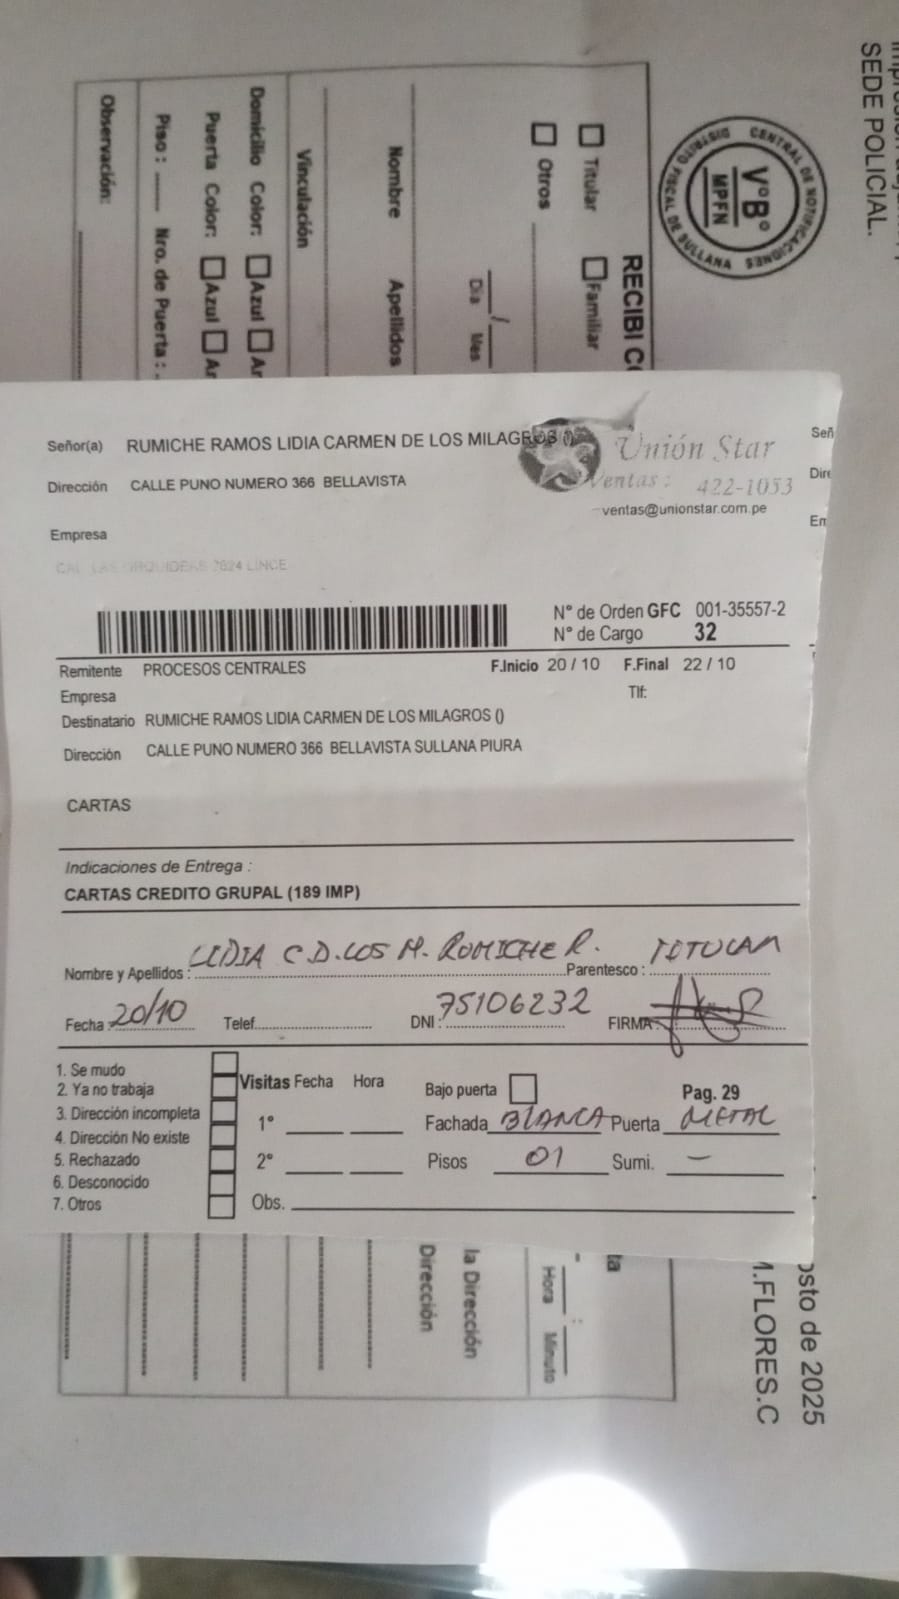 SEDE POLICIAL.
CENTRAL DE NOTIFICACIONES
DISTRITO FISCAL DE SULLANA
V°B°
MPFN
RECIBI
Titular
Familiar
Otros
Dia / Mes
Nombre Apellidos
Vinculación
Domicilio Color: Azul
Puerta Color: Azul
Piso: Nro. de Puerta:
Observación:
Señor(a) RUMICHE RAMOS LIDIA CARMEN DE LOS MILAGROS ()
Unión Star
Dirección CALLE PUNO NUMERO 366 BELLAVISTA
Ventas: 422-1053
ventas@unionstar.com.pe
Empresa
N° de Orden GFC 001-35557-2
N° de Cargo 32
Remitente PROCESOS CENTRALES F.Inicio 20 / 10 F.Final 22 / 10
Empresa Tlf:
Destinatario RUMICHE RAMOS LIDIA CARMEN DE LOS MILAGROS ()
Dirección CALLE PUNO NUMERO 366 BELLAVISTA SULLANA PIURA
CARTAS
Indicaciones de Entrega :
CARTAS CREDITO GRUPAL (189 IMP)
Nombre y Apellidos : LIDIA C.D.LOS M. RUMICHE R. Parentesco : TITULAR
Fecha : 20/10 Telef. DNI : 75106232 FIRMA :
1. Se mudo
2. Ya no trabaja
3. Dirección incompleta
4. Dirección No existe
5. Rechazado
6. Desconocido
7. Otros
Visitas Fecha Hora Bajo puerta Pag. 29
1° Fachada BLANCA Puerta METAL
2° Pisos 01 Sumi. —
Obs.
Hora : Minuto
la Dirección
Dirección
de 2025
FLORES.C